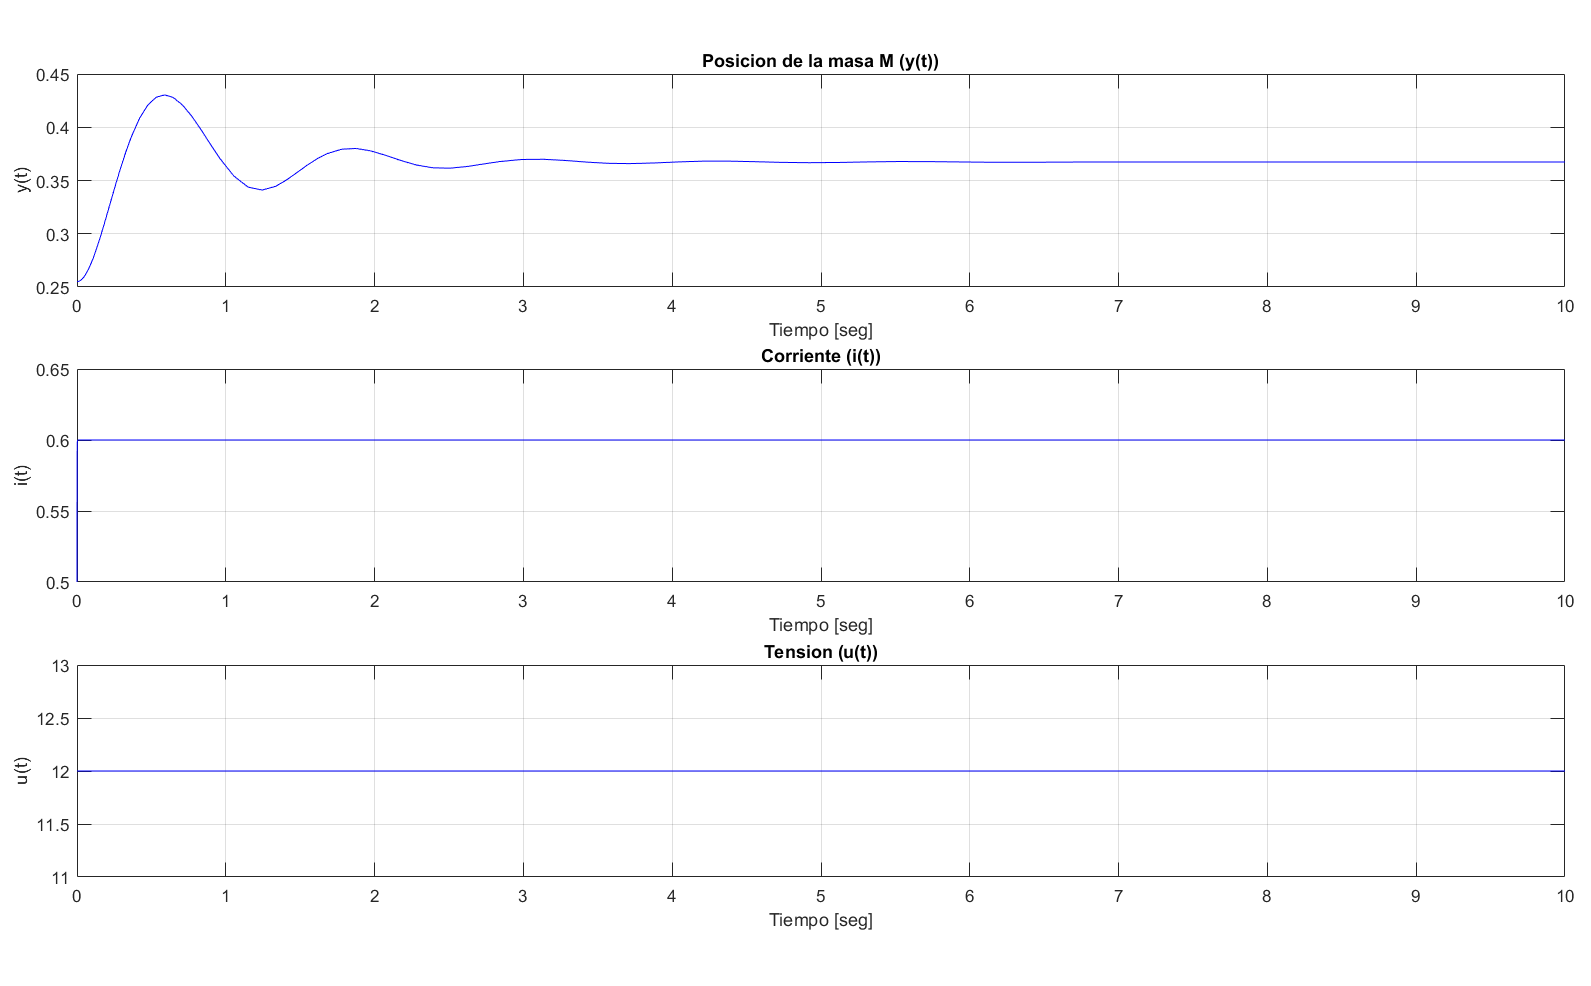 Posicion de la masa M (y(t))
0.45
0.4
0.35
0.3
0.25
y(t)
0 1 2 3 4 5 6 7 8 9 10
Tiempo [seg]
Corriente (i(t))
0.65
0.6
0.55
0.5
i(t)
0 1 2 3 4 5 6 7 8 9 10
Tiempo [seg]
Tension (u(t))
13
12.5
12
11.5
11
u(t)
0 1 2 3 4 5 6 7 8 9 10
Tiempo [seg]